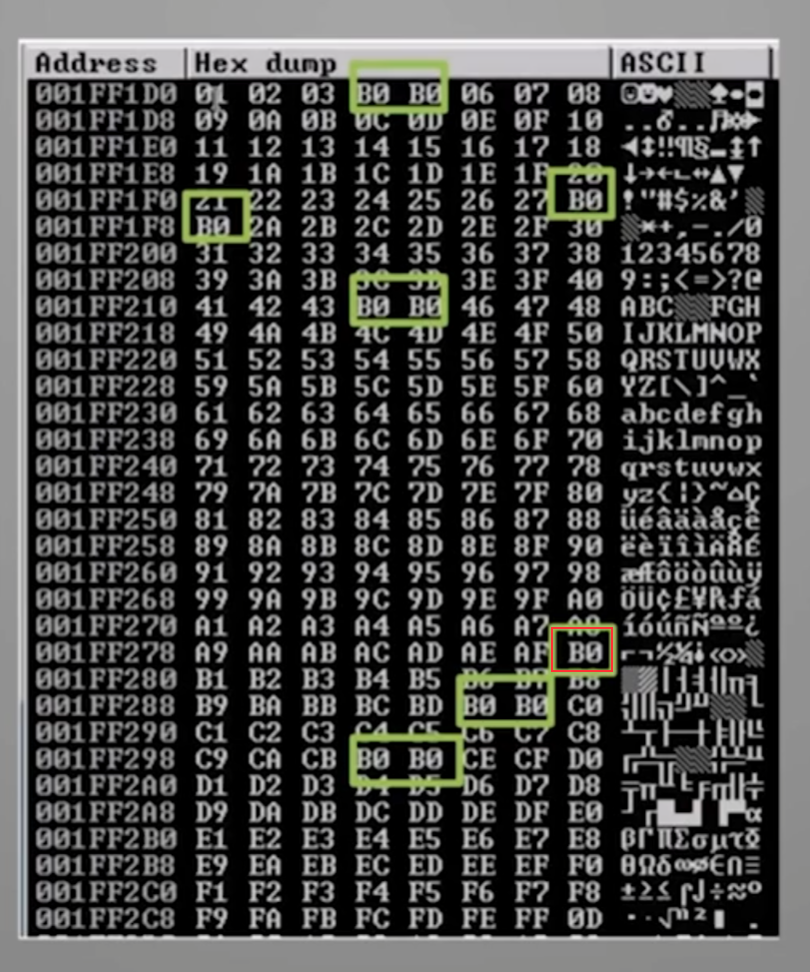 Address Hex dump ASCII
001FF1D0 01 02 03 B0 B0 06 07 08 ☺☻♥░░♠•◘
001FF1D8 09 0A 0B 0C 0D 0E 0F 10 ..♂..♫☼►
001FF1E0 11 12 13 14 15 16 17 18 ◄↕‼¶§▬↨↑
001FF1E8 19 1A 1B 1C 1D 1E 1F 20 ↓→←∟↔▲▼
001FF1F0 21 22 23 24 25 26 27 B0 !"#$%&'░
001FF1F8 B0 2A 2B 2C 2D 2E 2F 30 ░*+,-./0
001FF200 31 32 33 34 35 36 37 38 12345678
001FF208 39 3A 3B 3C 3D 3E 3F 40 9:;<=>?@
001FF210 41 42 43 B0 B0 46 47 48 ABC░░FGH
001FF218 49 4A 4B 4C 4D 4E 4F 50 IJKLMNOP
001FF220 51 52 53 54 55 56 57 58 QRSTUVWX
001FF228 59 5A 5B 5C 5D 5E 5F 60 YZ[\]^_`
001FF230 61 62 63 64 65 66 67 68 abcdefgh
001FF238 69 6A 6B 6C 6D 6E 6F 70 ijklmnop
001FF240 71 72 73 74 75 76 77 78 qrstuvwx
001FF248 79 7A 7B 7C 7D 7E 7F 80 yz{|}~⌂Ç
001FF250 81 82 83 84 85 86 87 88 üéâäàåçê
001FF258 89 8A 8B 8C 8D 8E 8F 90 ëèïîìÄÅÉ
001FF260 91 92 93 94 95 96 97 98 æÆôöòûùÿ
001FF268 99 9A 9B 9C 9D 9E 9F A0 ÖÜ¢£¥₧ƒá
001FF270 A1 A2 A3 A4 A5 A6 A7 A8 íóúñÑªº¿
001FF278 A9 AA AB AC AD AE AF B0 ⌐¬½¼¡«»░
001FF280 B1 B2 B3 B4 B5 B6 B7 B8 ▒▓│┤╡╢╖╕
001FF288 B9 BA BB BC BD B0 B0 C0 ╣║╗╝╜░░└
001FF290 C1 C2 C3 C4 C5 C6 C7 C8 ┴┬├─┼╞╟╚
001FF298 C9 CA CB B0 B0 CE CF D0 ╔╩╦░░╬╧╨
001FF2A0 D1 D2 D3 D4 D5 D6 D7 D8 ╤╥╙╘╒╓╫╪
001FF2A8 D9 DA DB DC DD DE DF E0 ┘┌█▄▌▐▀α
001FF2B0 E1 E2 E3 E4 E5 E6 E7 E8 βΓπΣσµτΦ
001FF2B8 E9 EA EB EC ED EE EF F0 θΩδ∞ø∈∩≡
001FF2C0 F1 F2 F3 F4 F5 F6 F7 F8 ±≥≤⌠⌡÷≈°
001FF2C8 F9 FA FB FC FD FE FF 0D ··√ⁿ²■ .